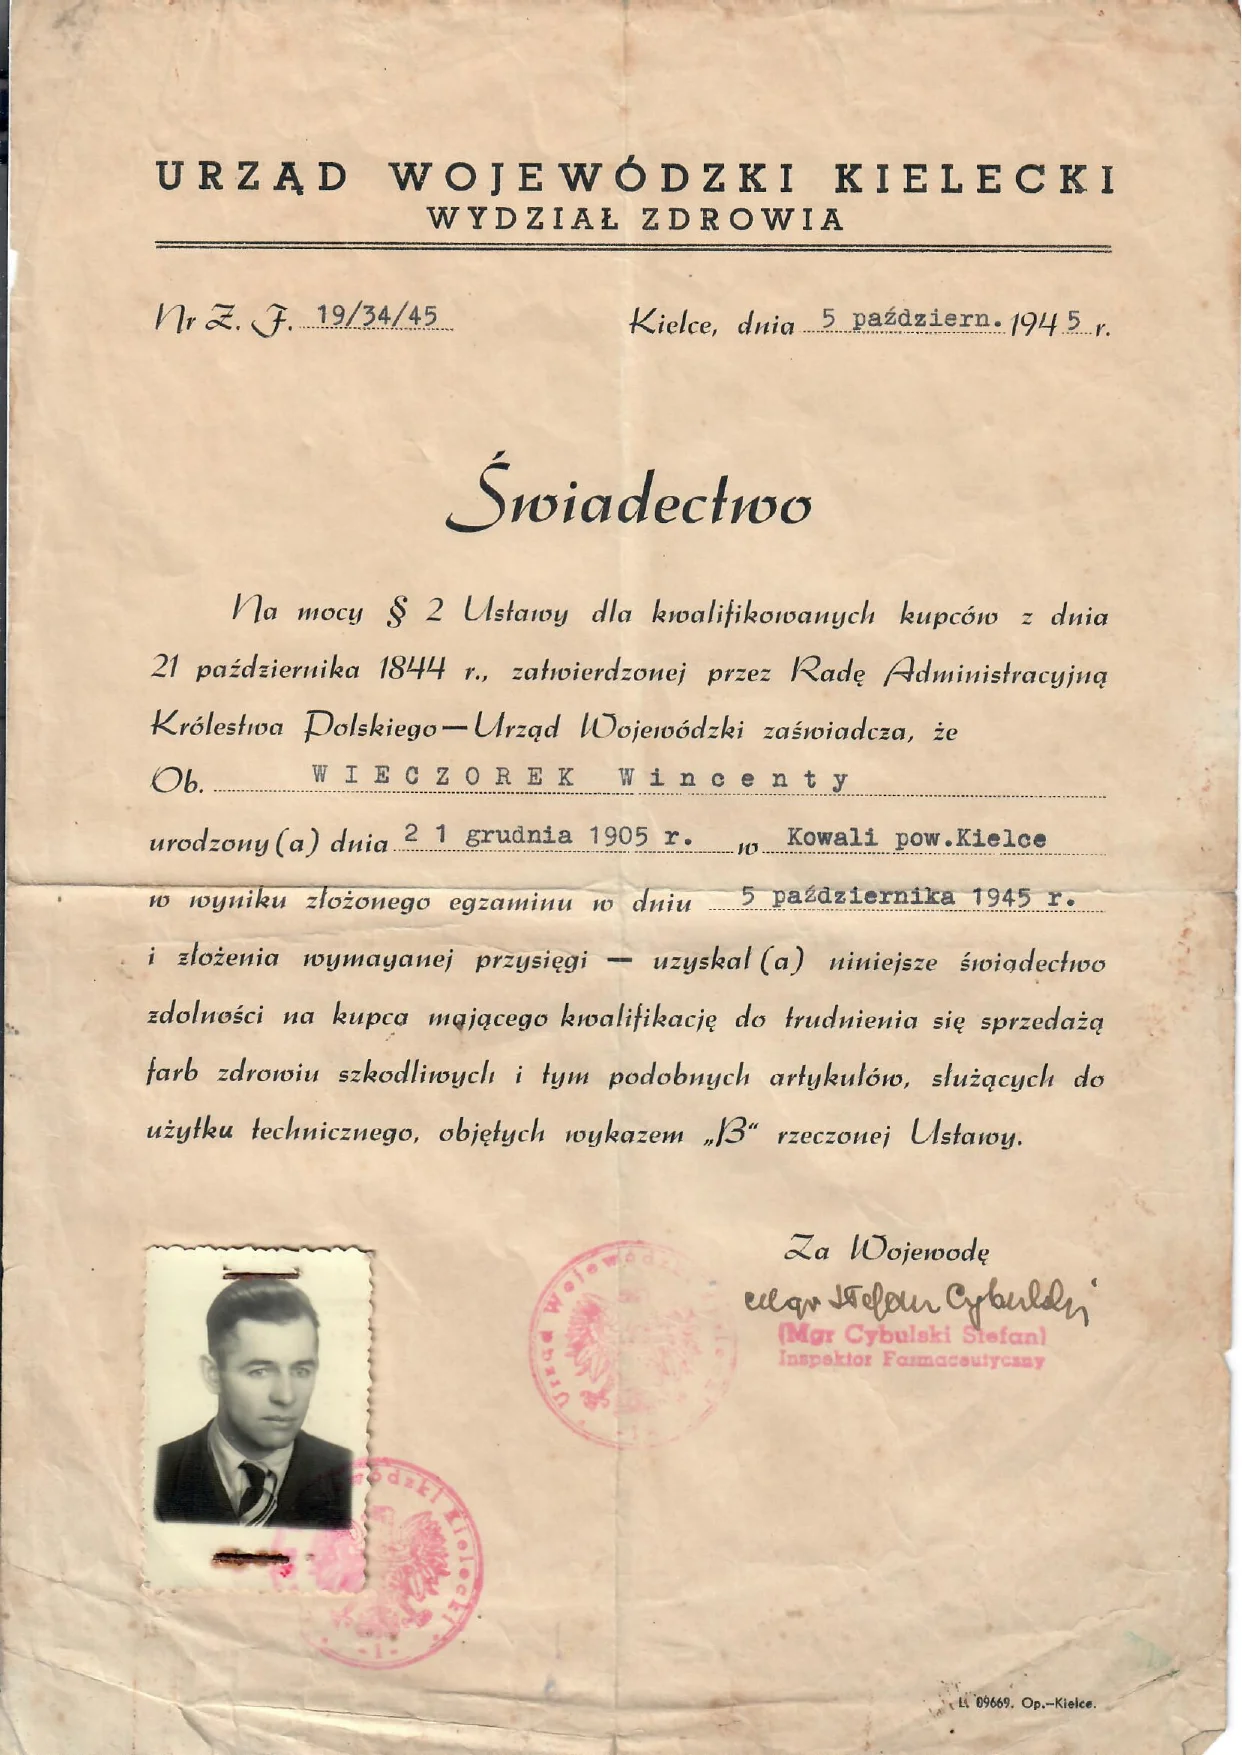 URZĄD WOJEWÓDZKI KIELECKI
WYDZIAŁ ZDROWIA
Nr Z. F. 19/34/45 Kielce, dnia 5 październ. 1945 r.
Świadectwo
Na mocy § 2 Ustawy dla kwalifikowanych kupców z dnia
21 października 1844 r., zatwierdzonej przez Radę Administracyjną
Królestwa Polskiego — Urząd Wojewódzki zaświadcza, że
Ob. WIECZOREK Wincenty
urodzony (a) dnia 2 1 grudnia 1905 r. w Kowali pow.Kielce
w wyniku złożonego egzaminu w dniu 5 października 1945 r.
i złożenia wymaganej przysięgi — uzyskał (a) niniejsze świadectwo
zdolności na kupca mającego kwalifikację do trudnienia się sprzedażą
farb zdrowiu szkodliwych i tym podobnych artykułów, służących do
użytku technicznego, objętych wykazem „B“ rzeczonej Ustawy.
Za Wojewodę
Mgr Stefan Cybulski
(Mgr Cybulski Stefan)
Inspektor Farmaceutyczny
Urząd Wojewódzki
-1-
ódzki Kielecki
-1-
09669. Op.–Kielce.